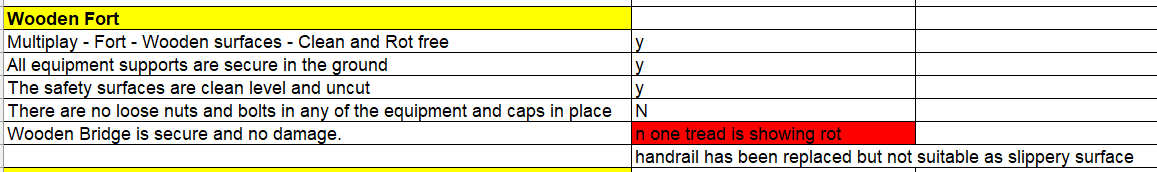 Wooden Fort
Multiplay - Fort - Wooden surfaces - Clean and Rot free y
All equipment supports are secure in the ground y
The safety surfaces are clean level and uncut y
There are no loose nuts and bolts in any of the equipment and caps in place N
Wooden Bridge is secure and no damage. n one tread is showing rot
handrail has been replaced but not suitable as slippery surface